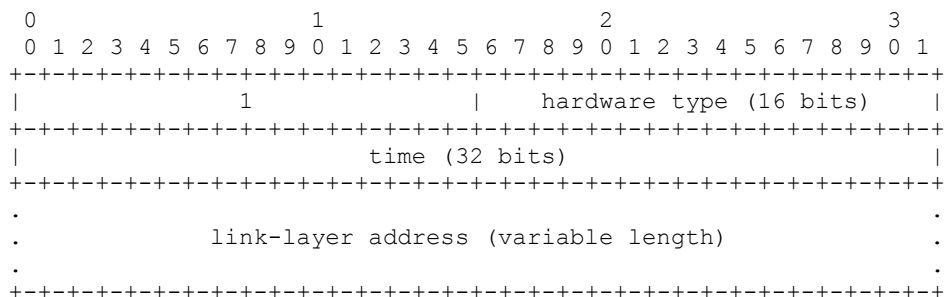 0                   1                   2                   3
 0 1 2 3 4 5 6 7 8 9 0 1 2 3 4 5 6 7 8 9 0 1 2 3 4 5 6 7 8 9 0 1
+-+-+-+-+-+-+-+-+-+-+-+-+-+-+-+-+-+-+-+-+-+-+-+-+-+-+-+-+-+-+-+-+
|               1               |    hardware type (16 bits)    |
+-+-+-+-+-+-+-+-+-+-+-+-+-+-+-+-+-+-+-+-+-+-+-+-+-+-+-+-+-+-+-+-+
|                        time (32 bits)                         |
+-+-+-+-+-+-+-+-+-+-+-+-+-+-+-+-+-+-+-+-+-+-+-+-+-+-+-+-+-+-+-+-+
.                                                               .
.             link-layer address (variable length)              .
.                                                               .
+-+-+-+-+-+-+-+-+-+-+-+-+-+-+-+-+-+-+-+-+-+-+-+-+-+-+-+-+-+-+-+-+